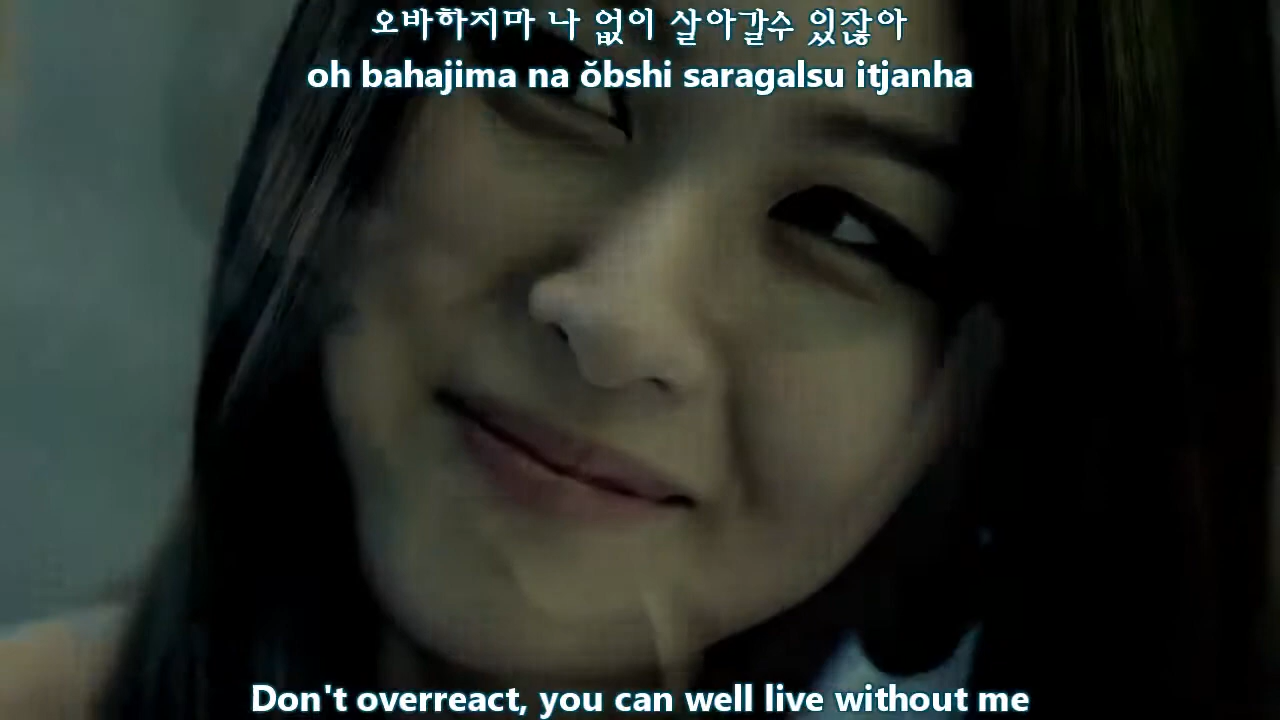 오바하지마 나 없이 살아갈수 있잖아
oh bahajima na ŏbshi saragalsu itjanha
Don't overreact, you can well live without me